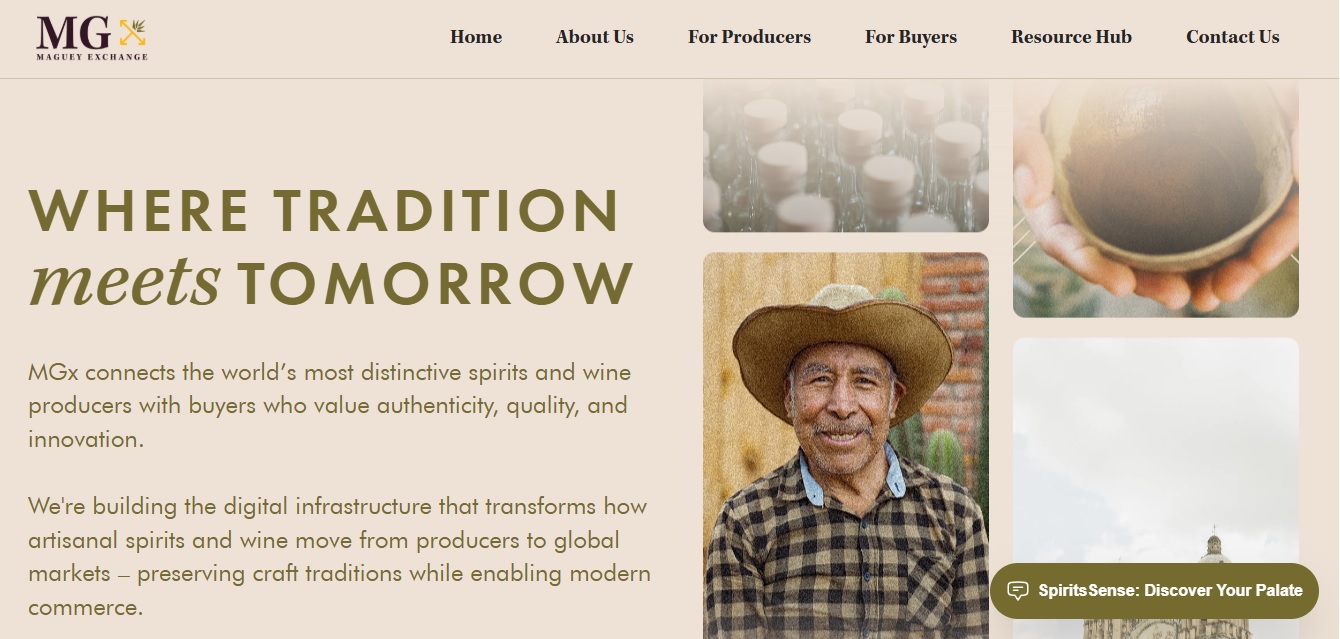 MG
MAGUEY EXCHANGE
Home
About Us
For Producers
For Buyers
Resource Hub
Contact Us
WHERE TRADITION
meets TOMORROW
MGx connects the world’s most distinctive spirits and wine
producers with buyers who value authenticity, quality, and
innovation.
We're building the digital infrastructure that transforms how
artisanal spirits and wine move from producers to global
markets – preserving craft traditions while enabling modern
commerce.
SpiritsSense: Discover Your Palate